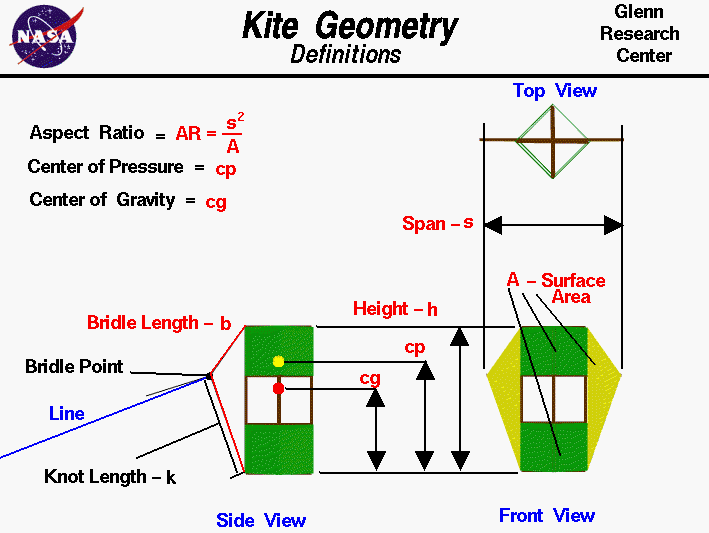 NASA
Kite Geometry
Definitions
Glenn
Research
Center
Top View
Aspect Ratio = AR = s²/A
Center of Pressure = cp
Center of Gravity = cg
Span – s
A – Surface
Area
Bridle Length – b
Height – h
cp
Bridle Point
cg
Line
Knot Length – k
Side View
Front View